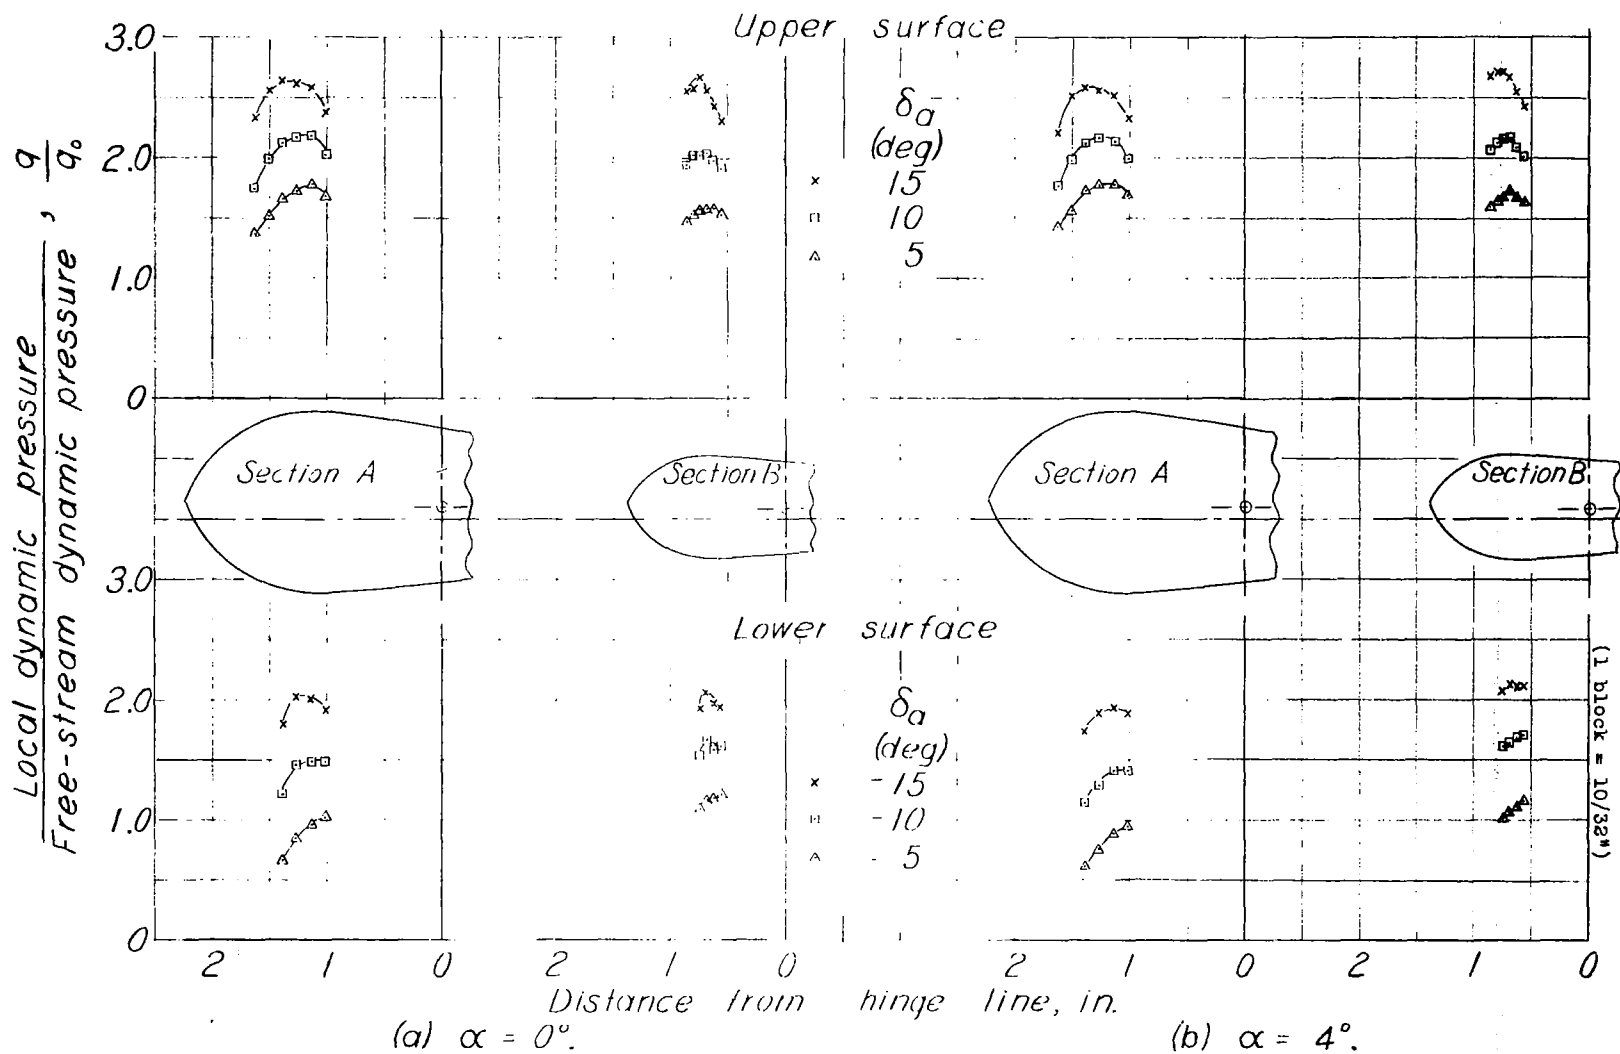 Upper surface
3.0
2.0
1.0
0
δa
(deg)
× 15
□ 10
△ 5
Local dynamic pressure
Free-stream dynamic pressure , q/q₀
Section A
Section B
Section A
Section B
3.0
2.0
1.0
0
Lower surface
δa
(deg)
× -15
□ -10
△ -5
(1 block = 10/32")
2 1 0 2 1 0 2 1 0 2 1 0
Distance from hinge line, in.
(a) α = 0°.
(b) α = 4°.